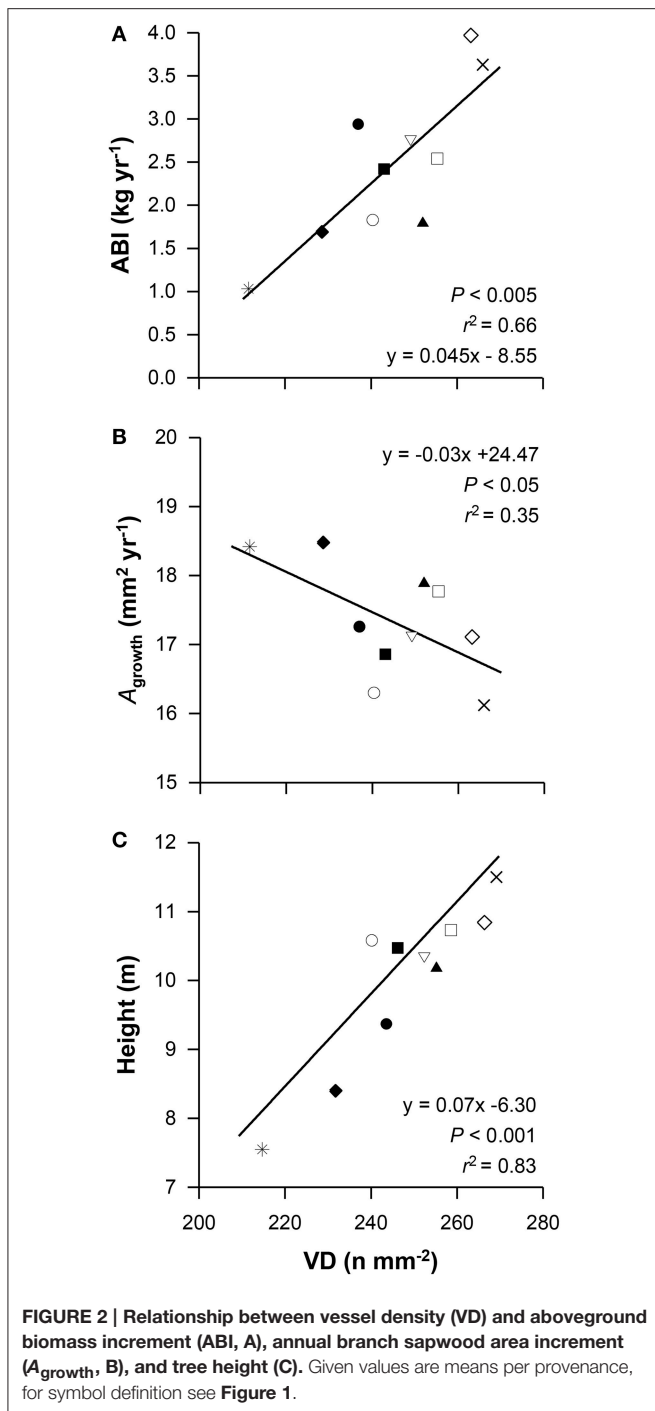 A
4.0
3.5
3.0
2.5
2.0
1.5
1.0
0.5
0.0
ABI (kg yr⁻¹)
P < 0.005
r² = 0.66
y = 0.045x - 8.55
B
20
19
18
17
16
15
A_growth (mm² yr⁻¹)
y = -0.03x +24.47
P < 0.05
r² = 0.35
C
12
11
10
9
8
7
Height (m)
y = 0.07x -6.30
P < 0.001
r² = 0.83
200 220 240 260 280
VD (n mm⁻²)
FIGURE 2 | Relationship between vessel density (VD) and aboveground
biomass increment (ABI, A), annual branch sapwood area increment
(A_growth, B), and tree height (C). Given values are means per provenance,
for symbol definition see Figure 1.